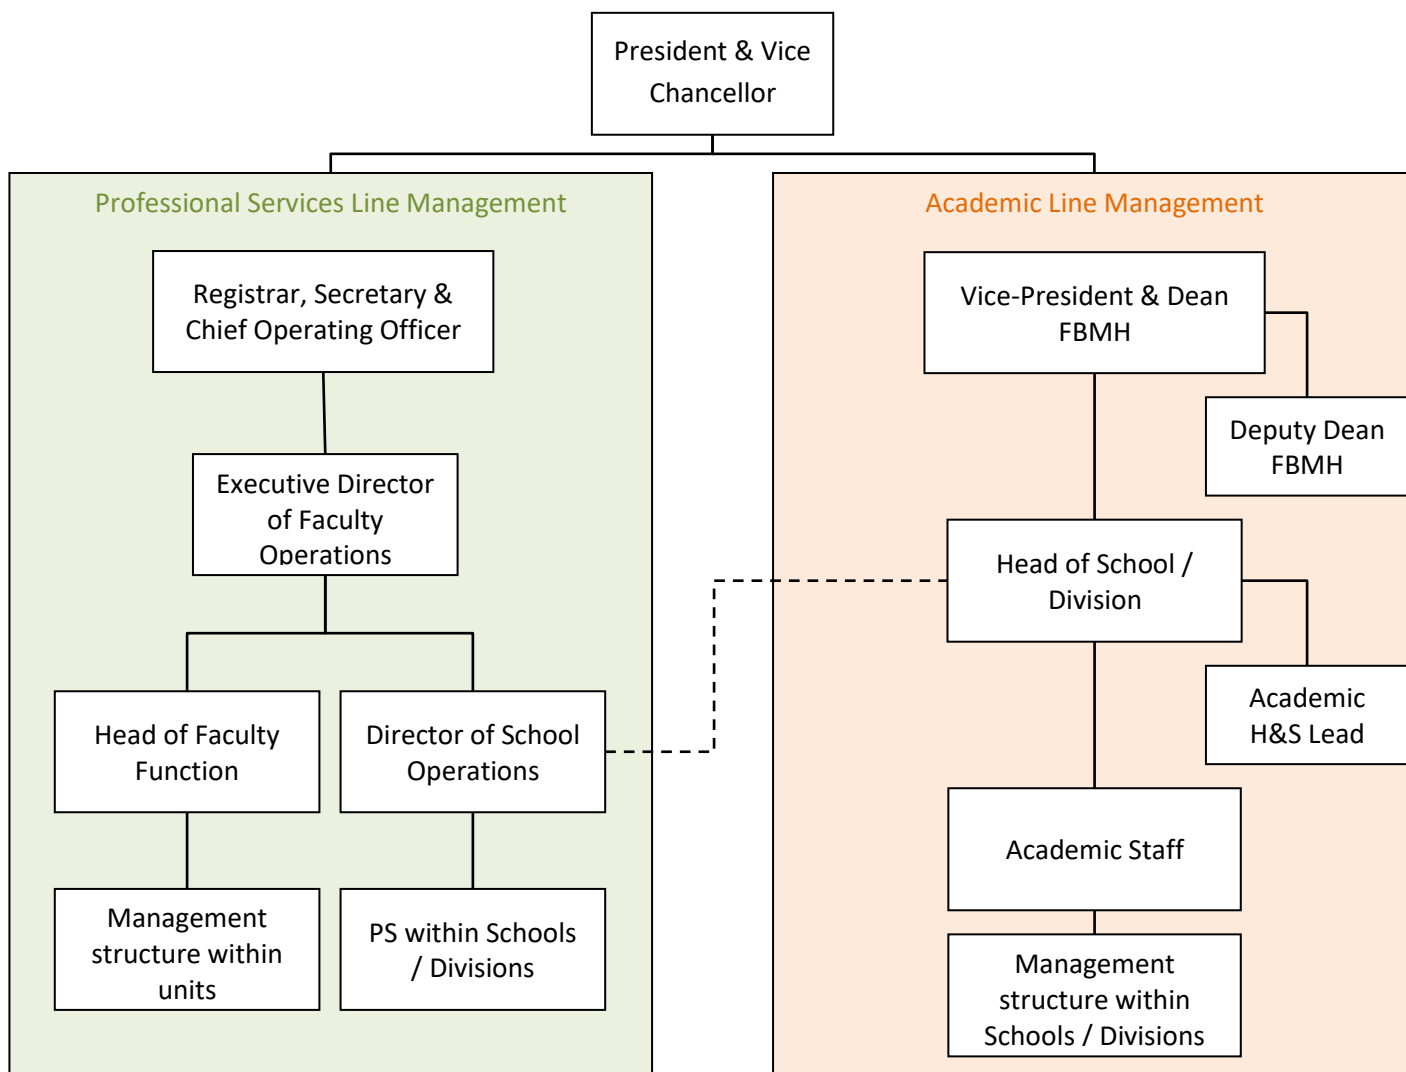 President & Vice
Chancellor
Professional Services Line Management
Registrar, Secretary &
Chief Operating Officer
Executive Director
of Faculty
Operations
Head of Faculty
Function
Director of School
Operations
Management
structure within
units
PS within Schools
/ Divisions
Academic Line Management
Vice-President & Dean
FBMH
Deputy Dean
FBMH
Head of School /
Division
Academic
H&S Lead
Academic Staff
Management
structure within
Schools / Divisions